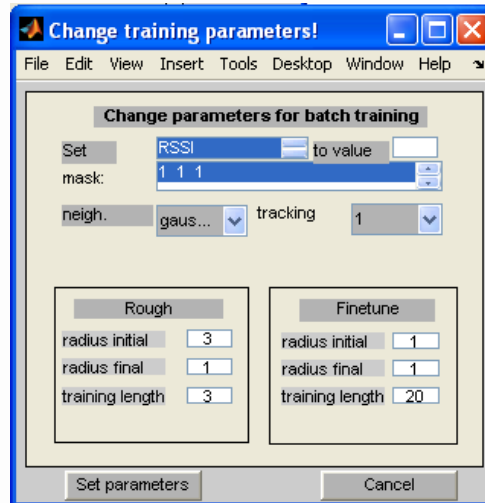 Change training parameters!
File Edit View Insert Tools Desktop Window Help
Change parameters for batch training
Set RSSI to value
mask: 1 1 1
neigh. gaus... tracking 1
Rough
radius initial 3
radius final 1
training length 3
Finetune
radius initial 1
radius final 1
training length 20
Set parameters Cancel